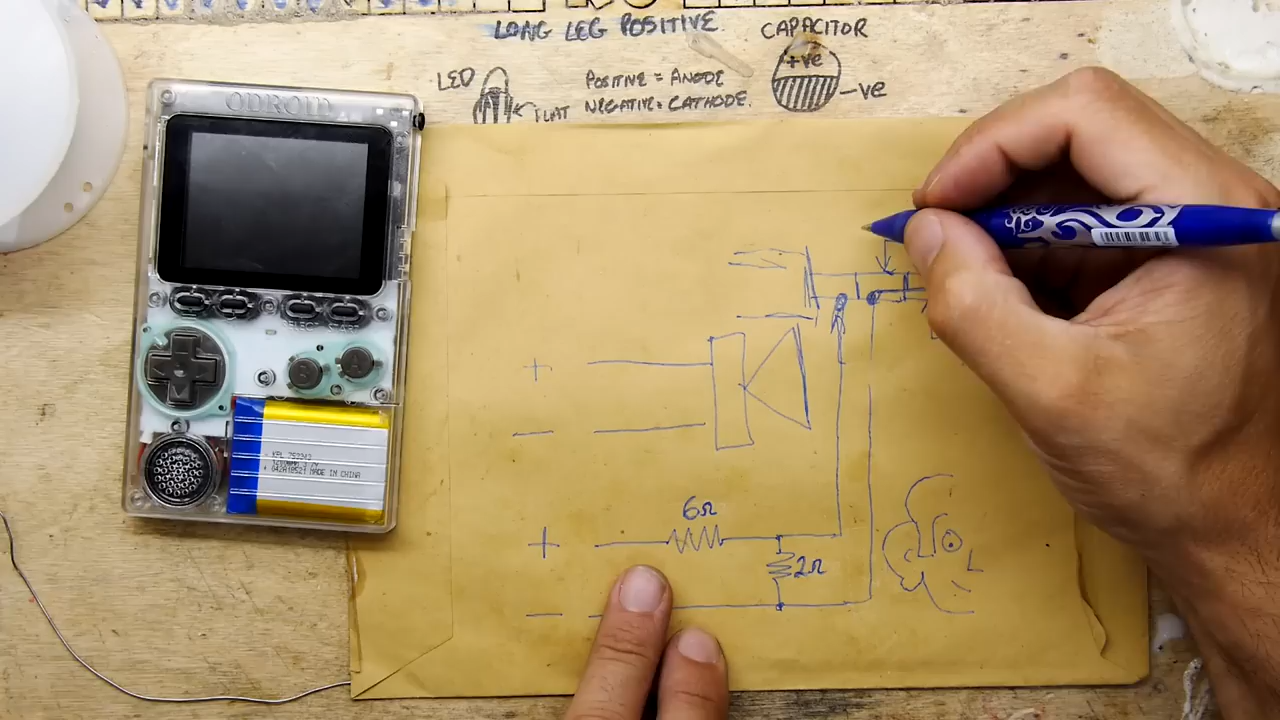 LONG LEG POSITIVE
CAPACITOR
LED
POSITIVE = ANODE
NEGATIVE = CATHODE.
FLAT
+ve
-ve
ODROID
SELECT
START
B
A
MADE IN CHINA
+
-
6Ω
+
2Ω
-
L